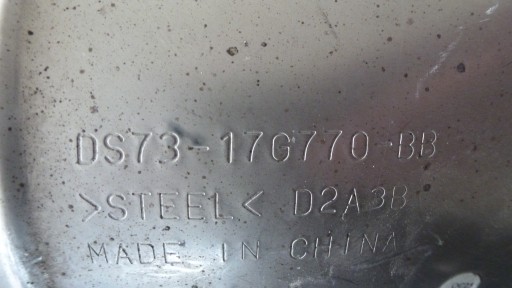 DS73-17G770-BB
>STEEL< D2A3B
MADE IN CHINA